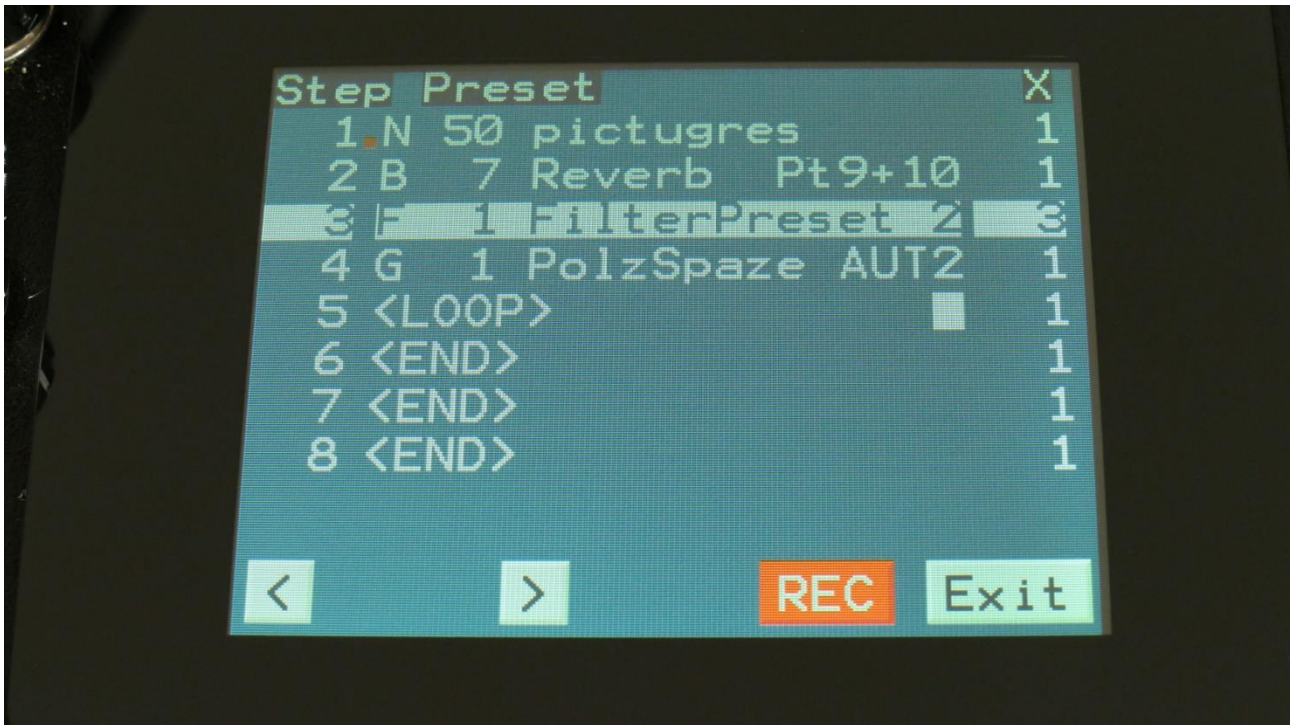 Step Preset X
1 N 50 pictugres 1
2 B 7 Reverb Pt9+10 1
3 F 1 FilterPreset 2 3
4 G 1 PolzSpaze AUT2 1
5 <LOOP> 1
6 <END> 1
7 <END> 1
8 <END> 1
< > REC Exit